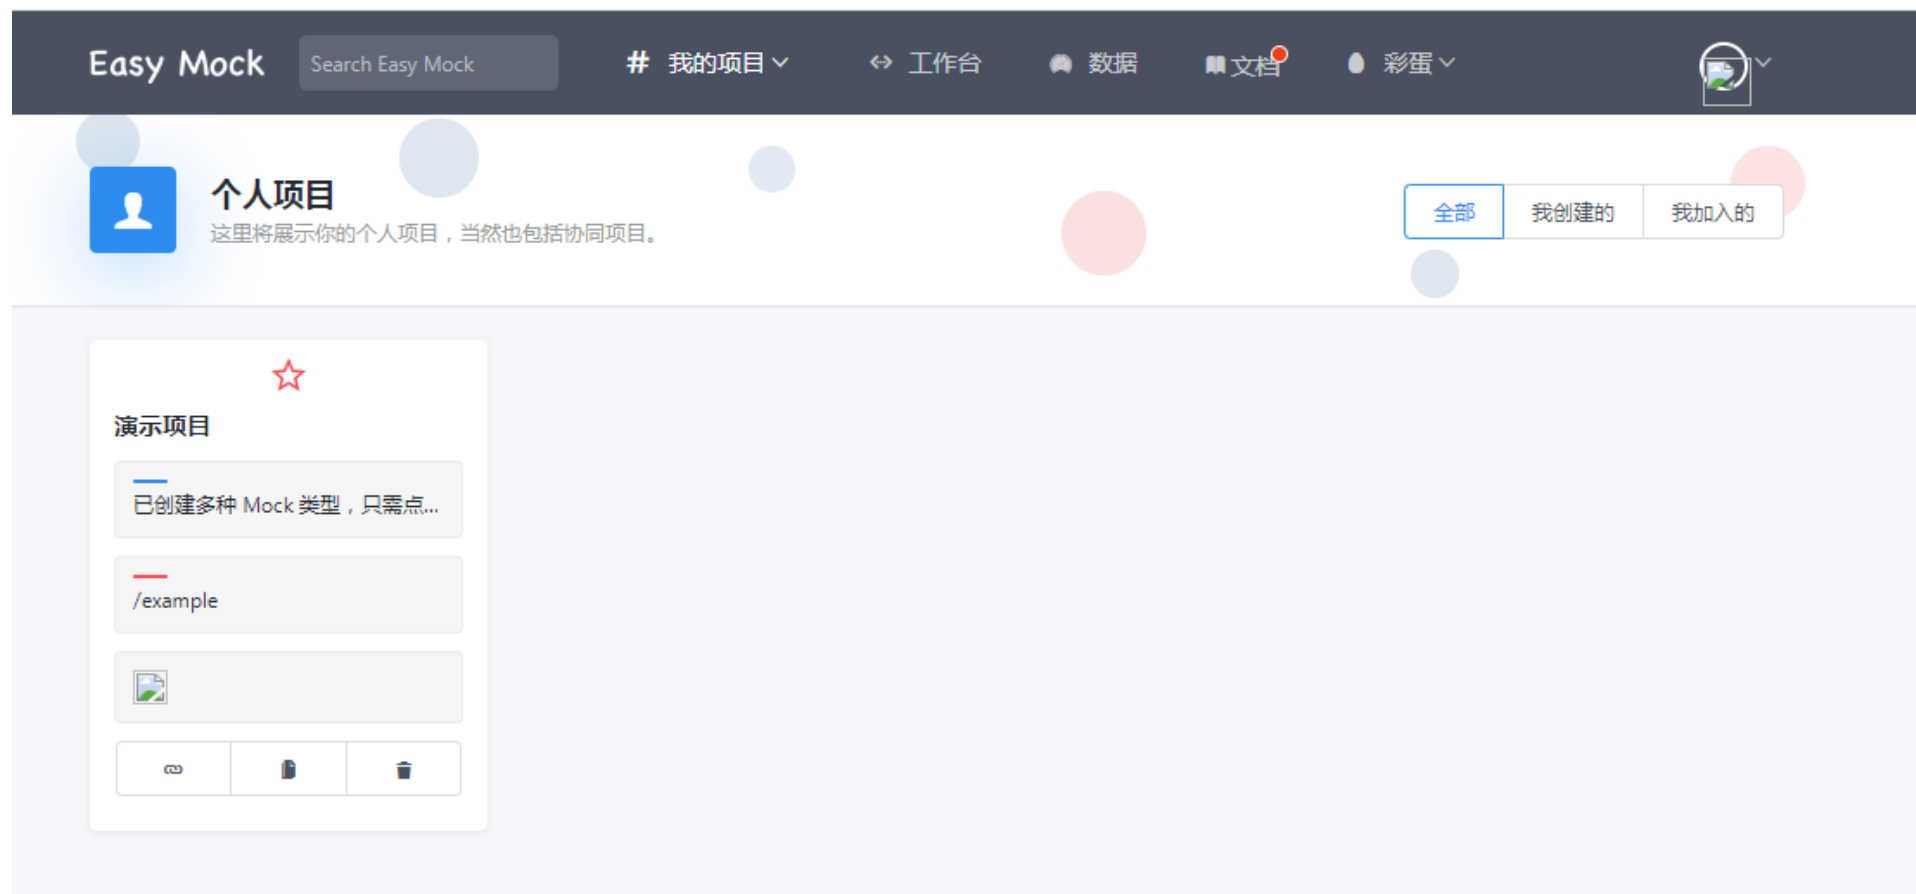 Easy Mock
Search Easy Mock
# 我的项目
工作台
数据
文档
彩蛋
个人项目
这里将展示你的个人项目，当然也包括协同项目。
全部
我创建的
我加入的
演示项目
已创建多种 Mock 类型，只需点...
/example